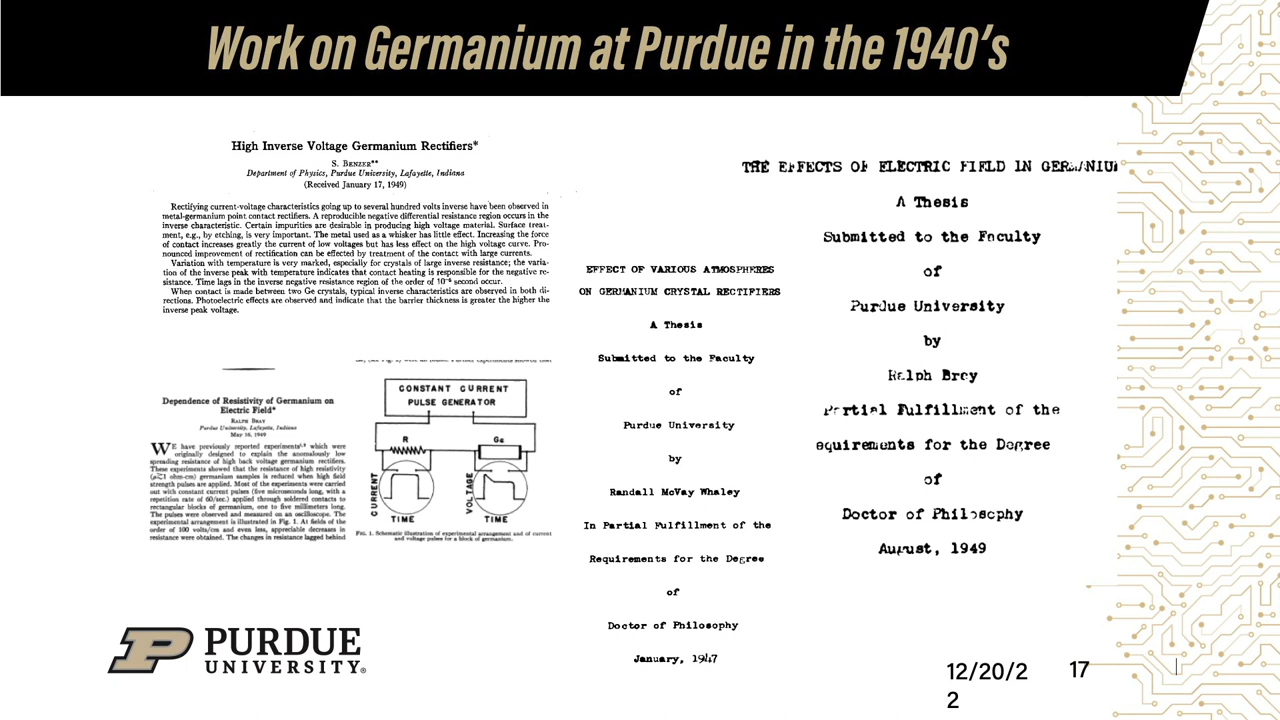 Work on Germanium at Purdue in the 1940's
High Inverse Voltage Germanium Rectifiers*
S. BENZER**
Department of Physics, Purdue University, Lafayette, Indiana
(Received January 17, 1949)
Rectifying current-voltage characteristics going up to several hundred volts inverse have been observed in
metal-germanium point contact rectifiers. A reproducible negative differential resistance region occurs in the
inverse characteristic. Certain impurities are desirable in producing high voltage material. Surface treat-
ment, e.g., by etching, is very important. The metal used as a whisker has little effect. Increasing the force
of contact increases greatly the current of low voltages but has less effect on the high voltage curve. Pro-
nounced improvement of rectification can be effected by treatment of the contact with large currents.
Variation with temperature is very marked, especially for crystals of large inverse resistance; the varia-
tion of the inverse peak with temperature indicates that contact heating is responsible for the negative re-
sistance. Time lags in the inverse negative resistance region of the order of 10⁻⁶ second occur.
When contact is made between two Ge crystals, typical inverse characteristics are observed in both di-
rections. Photoelectric effects are observed and indicate that the barrier thickness is greater the higher the
inverse peak voltage.
Dependence of Resistivity of Germanium on
Electric Field*
RALPH BRAY
Purdue University, Lafayette, Indiana
May 16, 1949
WE have previously reported experiments¹,² which were
originally designed to explain the anomalously low
spreading resistance of high back voltage germanium rectifiers.
These experiments showed that the resistance of high resistivity
(ρ≥1 ohm-cm) germanium samples is reduced when high field
strength pulses are applied. Most of the experiments were carried
out with constant current pulses (five microseconds long, with a
repetition rate of 60/sec.) applied through soldered contacts to
rectangular blocks of germanium, one to five millimeters long.
The pulses were observed and measured on an oscilloscope. The
experimental arrangement is illustrated in Fig. 1. At fields of the
order of 100 volts/cm and even less, appreciable decreases in
resistance were obtained. The changes in resistance lagged behind
CONSTANT CURRENT
PULSE GENERATOR
R
Ge
CURRENT
VOLTAGE
TIME
TIME
FIG. 1. Schematic illustration of experimental arrangement and of current
and voltage pulses for a block of germanium.
EFFECT OF VARIOUS ATMOSPHERES
ON GERMANIUM CRYSTAL RECTIFIERS
A Thesis
Submitted to the Faculty
of
Purdue University
by
Randall McVay Whaley
In Partial Fulfillment of the
Requirements for the Degree
of
Doctor of Philosophy
January, 1947
THE EFFECTS OF ELECTRIC FIELD IN GERMANIU
A Thesis
Submitted to the Faculty
of
Purdue University
by
Ralph Bray
Partial Fulfillment of the
equirements for the Degree
of
Doctor of Philosophy
August, 1949
PURDUE
UNIVERSITY®
12/20/2
2
17